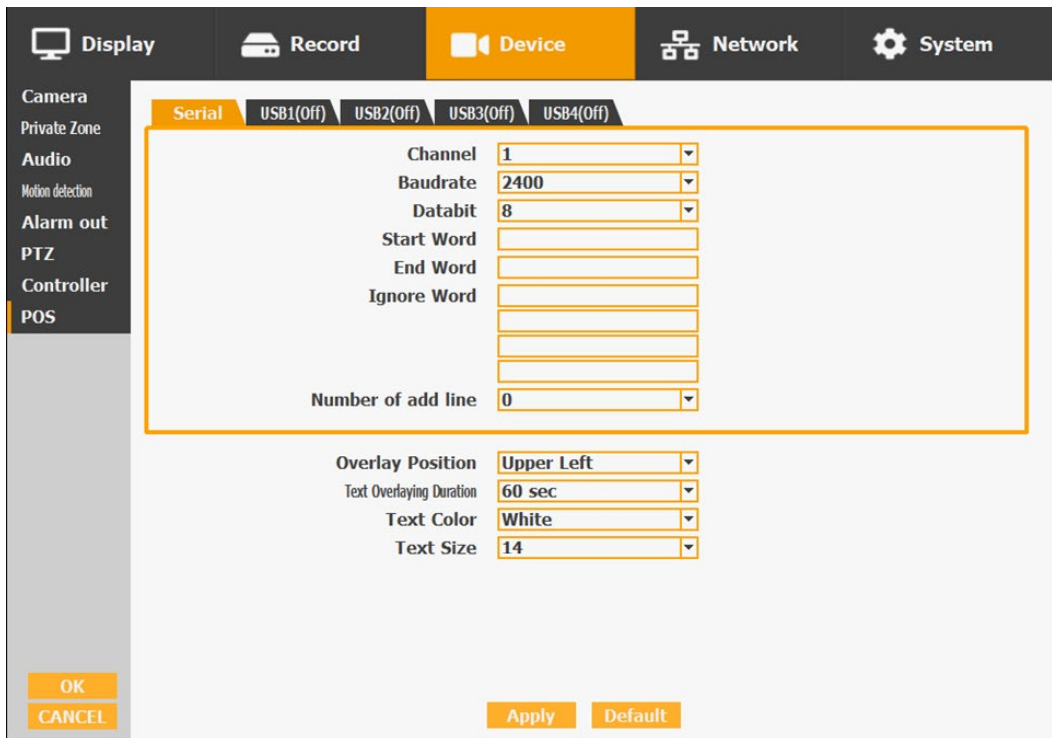 Display Record Device Network System
Camera
Private Zone
Audio
Motion detection
Alarm out
PTZ
Controller
POS
Serial USB1(Off) USB2(Off) USB3(Off) USB4(Off)
Channel 1
Baudrate 2400
Databit 8
Start Word
End Word
Ignore Word
Number of add line 0
Overlay Position Upper Left
Text Overlaying Duration 60 sec
Text Color White
Text Size 14
OK
CANCEL
Apply Default